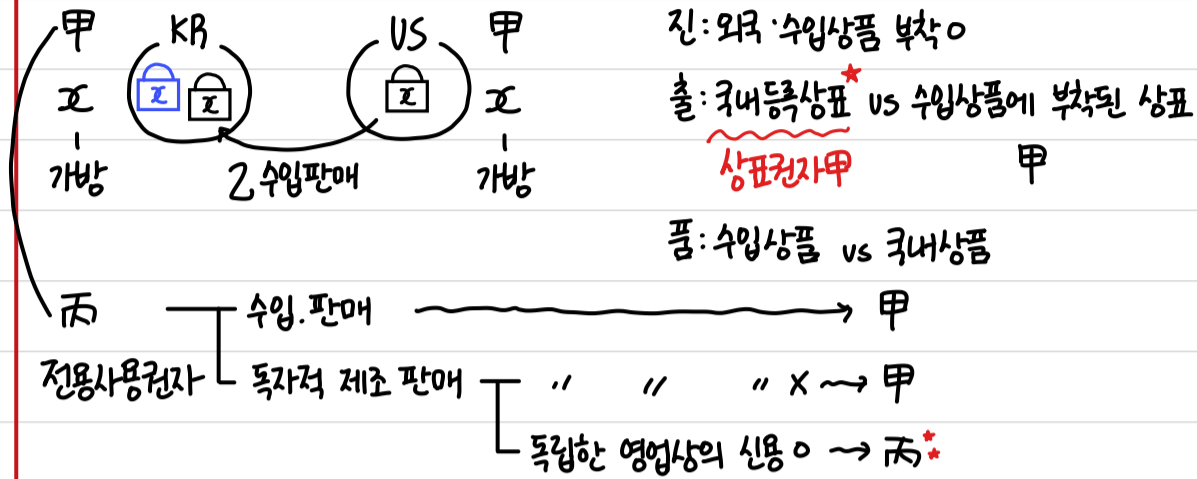 甲 KR US 甲 진: 외국·수입상품 부착 O
x x x x x 출: 국내등록상표* vs 수입상품에 부착된 상표
가방 乙 수입판매 가방 상표권자甲 甲
품: 수입상품 vs 국내상품
丙 수입.판매 → 甲
전용사용권자 독자적 제조 판매 〃 〃 〃 X → 甲
독립한 영업상의 신용 O → 丙**